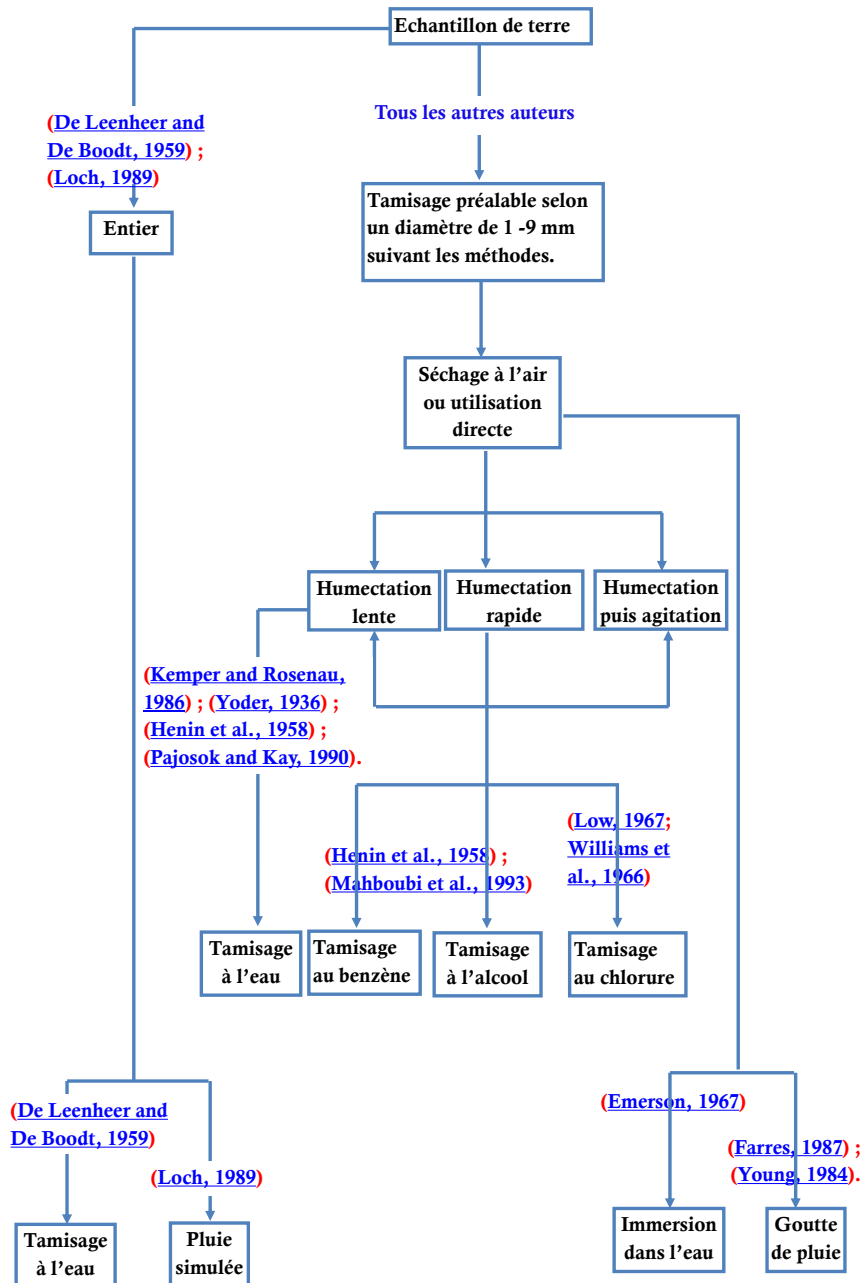 Echantillon de terre
(De Leenheer and
De Boodt, 1959) ;
(Loch, 1989)
Tous les autres auteurs
Entier
Tamisage préalable selon
un diamètre de 1 -9 mm
suivant les méthodes.
Séchage à l’air
ou utilisation
directe
Humectation
lente
Humectation
rapide
Humectation
puis agitation
(Kemper and Rosenau,
1986) ; (Yoder, 1936) ;
(Henin et al., 1958) ;
(Pajosok and Kay, 1990).
(Henin et al., 1958) ;
(Mahboubi et al., 1993)
(Low, 1967;
Williams et
al., 1966)
Tamisage
à l’eau
Tamisage
au benzène
Tamisage
à l’alcool
Tamisage
au chlorure
(De Leenheer and
De Boodt, 1959)
(Loch, 1989)
(Emerson, 1967)
(Farres, 1987) ;
(Young, 1984).
Tamisage
à l’eau
Pluie
simulée
Immersion
dans l’eau
Goutte
de pluie